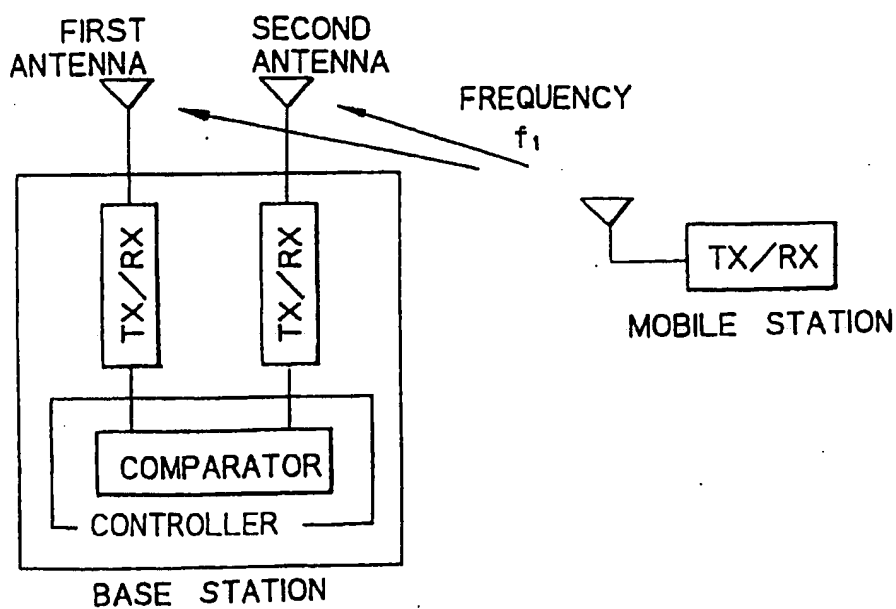 FIRST
ANTENNA
SECOND
ANTENNA
FREQUENCY
f₁
TX/RX
TX/RX
TX/RX
MOBILE STATION
COMPARATOR
CONTROLLER
BASE STATION